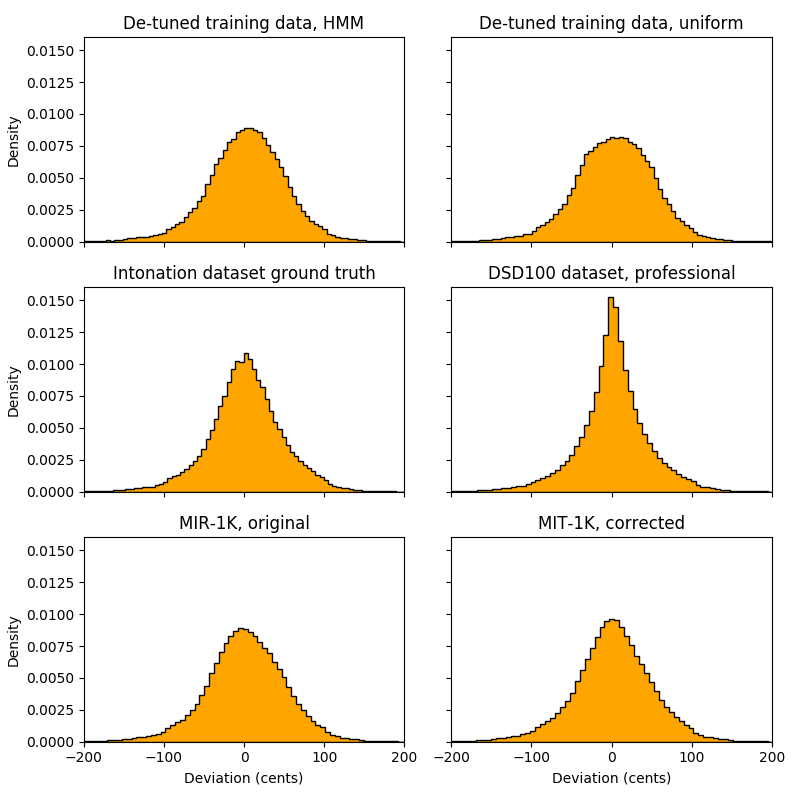 De-tuned training data, HMM
De-tuned training data, uniform
0.0150
0.0125
0.0100
0.0075
0.0050
0.0025
0.0000
Density
Intonation dataset ground truth
DSD100 dataset, professional
0.0150
0.0125
0.0100
0.0075
0.0050
0.0025
0.0000
Density
MIR-1K, original
MIT-1K, corrected
0.0150
0.0125
0.0100
0.0075
0.0050
0.0025
0.0000
Density
−200 −100 0 100 200
−200 −100 0 100 200
Deviation (cents)
Deviation (cents)